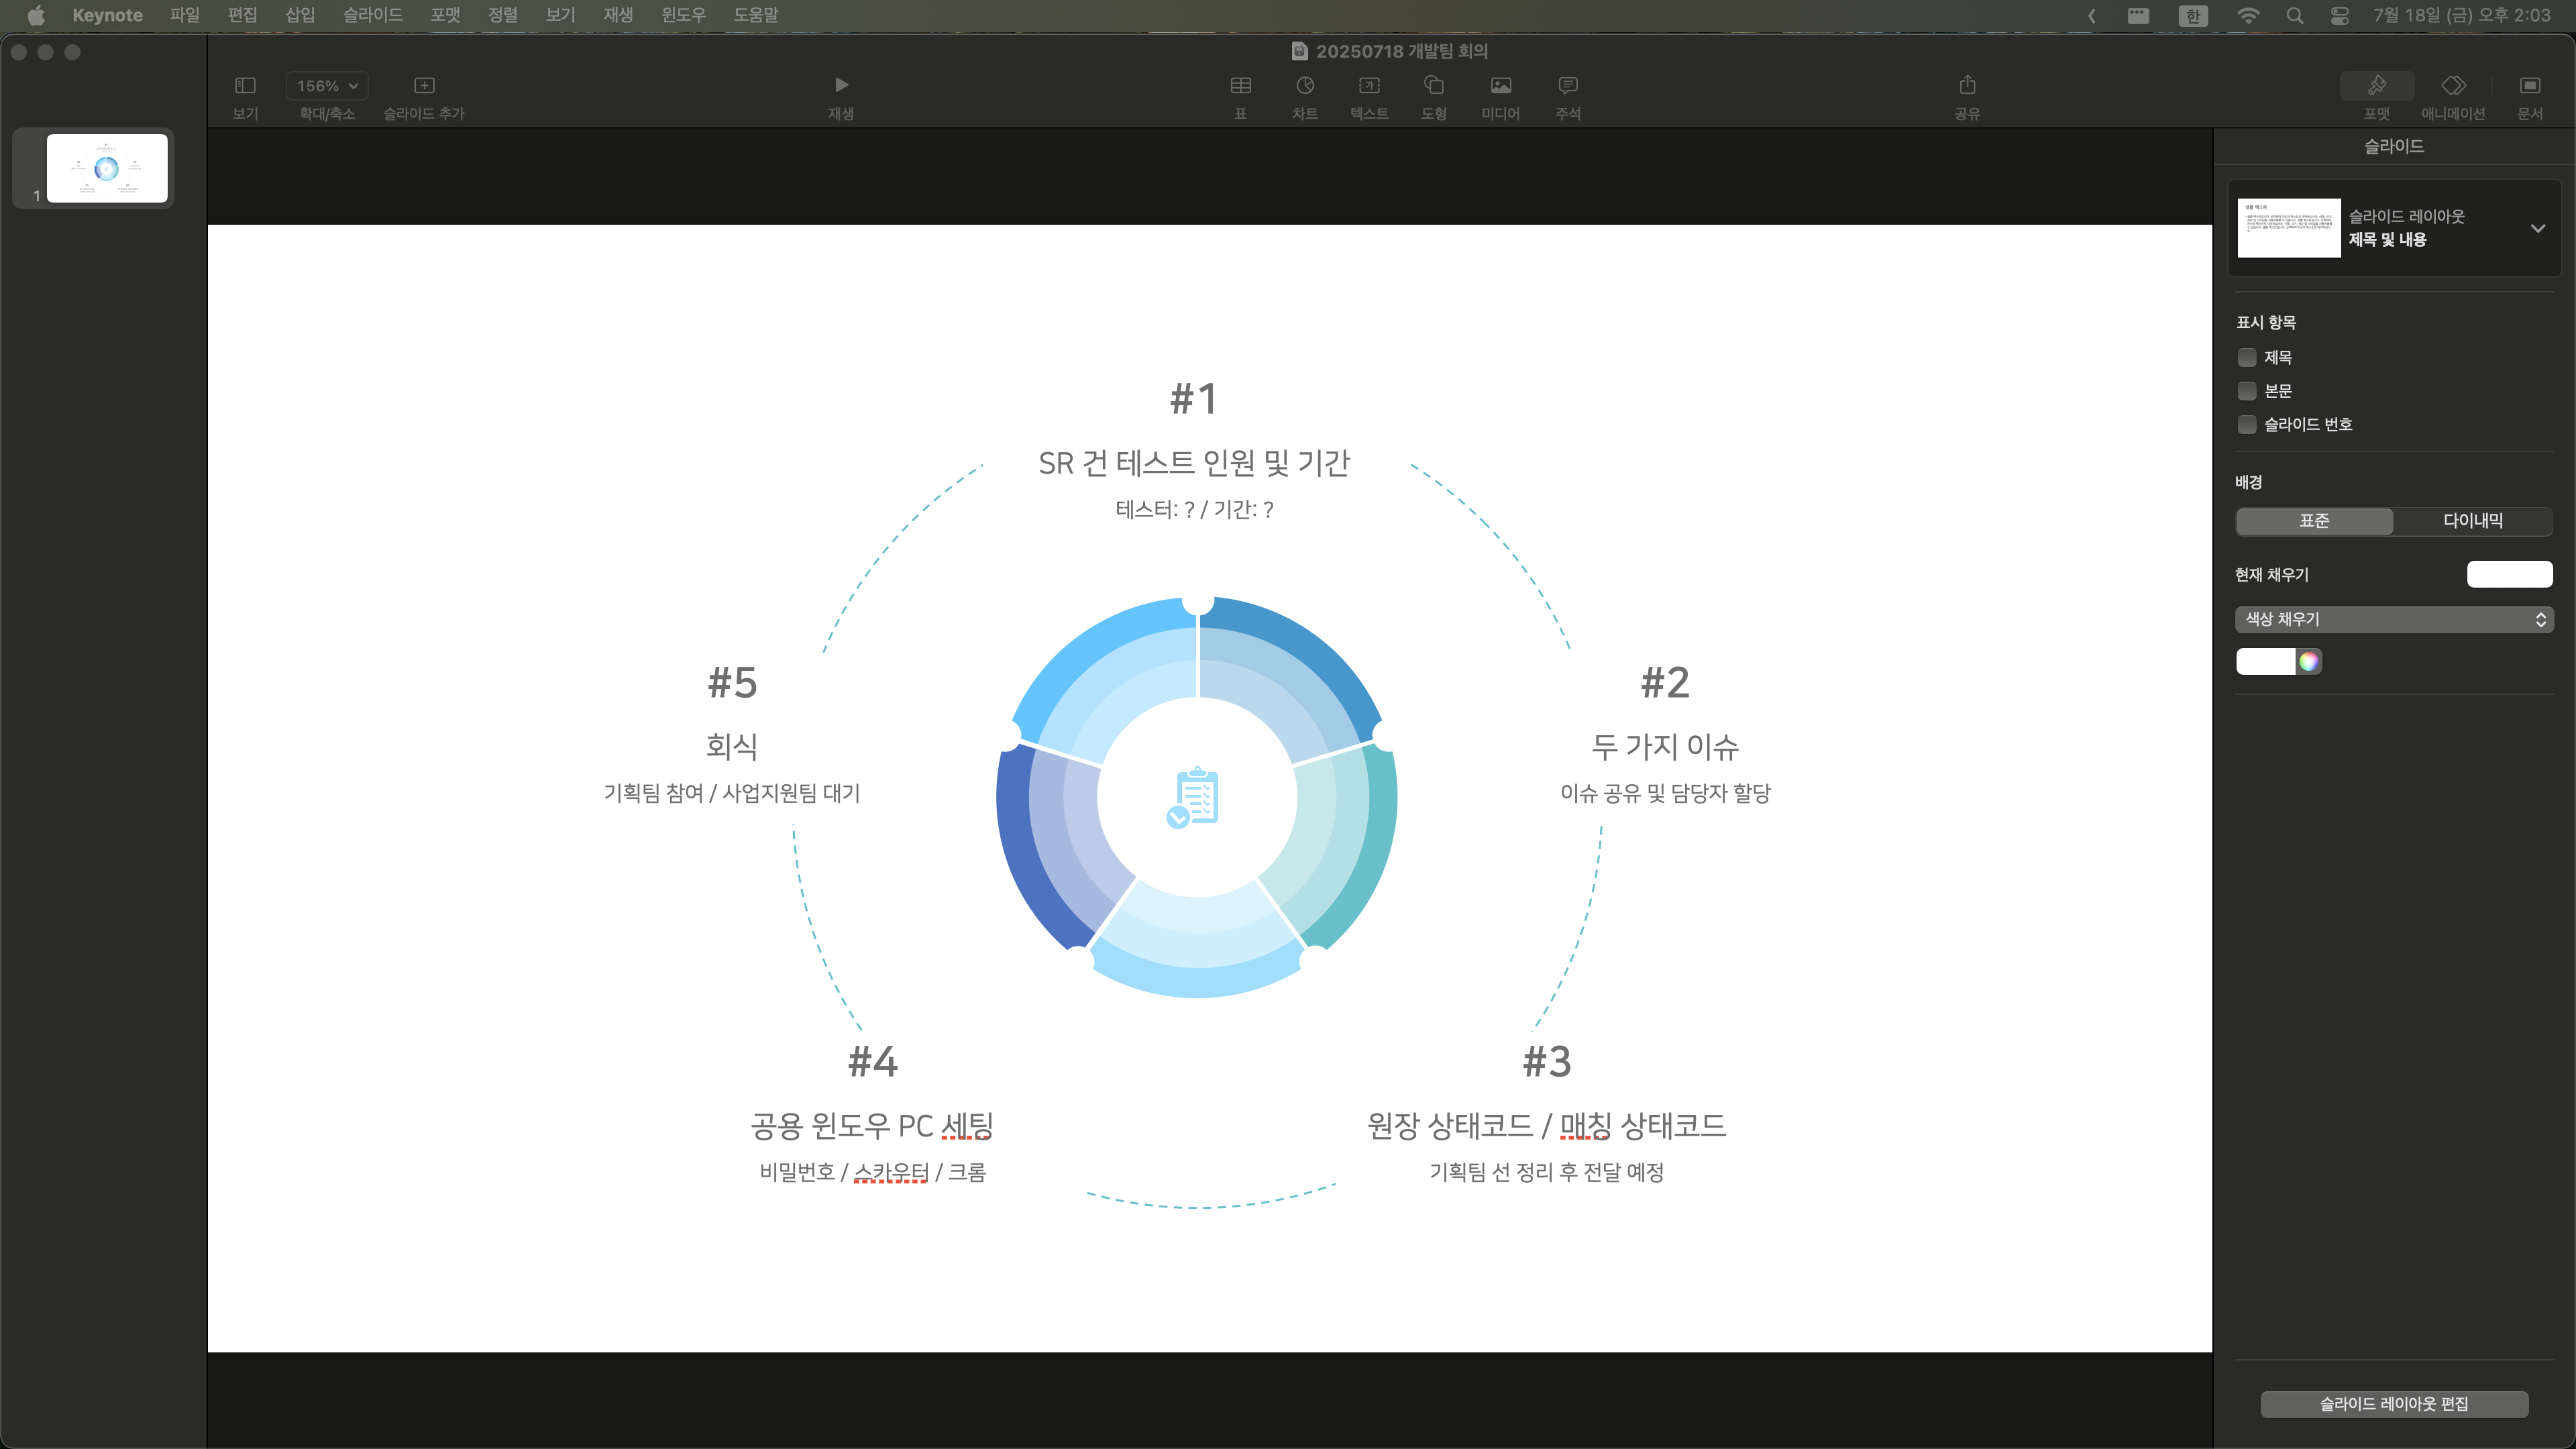 Keynote 파일 편집 삽입 슬라이드 포맷 정렬 보기 재생 윈도우 도움말
한 7월 18일 (금) 오후 2:03
20250718 개발팀 회의
156%
보기 확대/축소 슬라이드 추가 재생 표 차트 텍스트 도형 미디어 주석 공유 포맷 애니메이션 문서
1
#1
SR 건 테스트 인원 및 기간
테스터: ? / 기간: ?
#2
두 가지 이슈
이슈 공유 및 담당자 할당
#3
원장 상태코드 / 매칭 상태코드
기획팀 선 정리 후 전달 예정
#4
공용 윈도우 PC 세팅
비밀번호 / 스카우터 / 크롬
#5
회식
기획팀 참여 / 사업지원팀 대기
슬라이드
샘플 텍스트
슬라이드 레이아웃
제목 및 내용
표시 항목
제목
본문
슬라이드 번호
배경
표준 다이내믹
현재 채우기
색상 채우기
슬라이드 레이아웃 편집